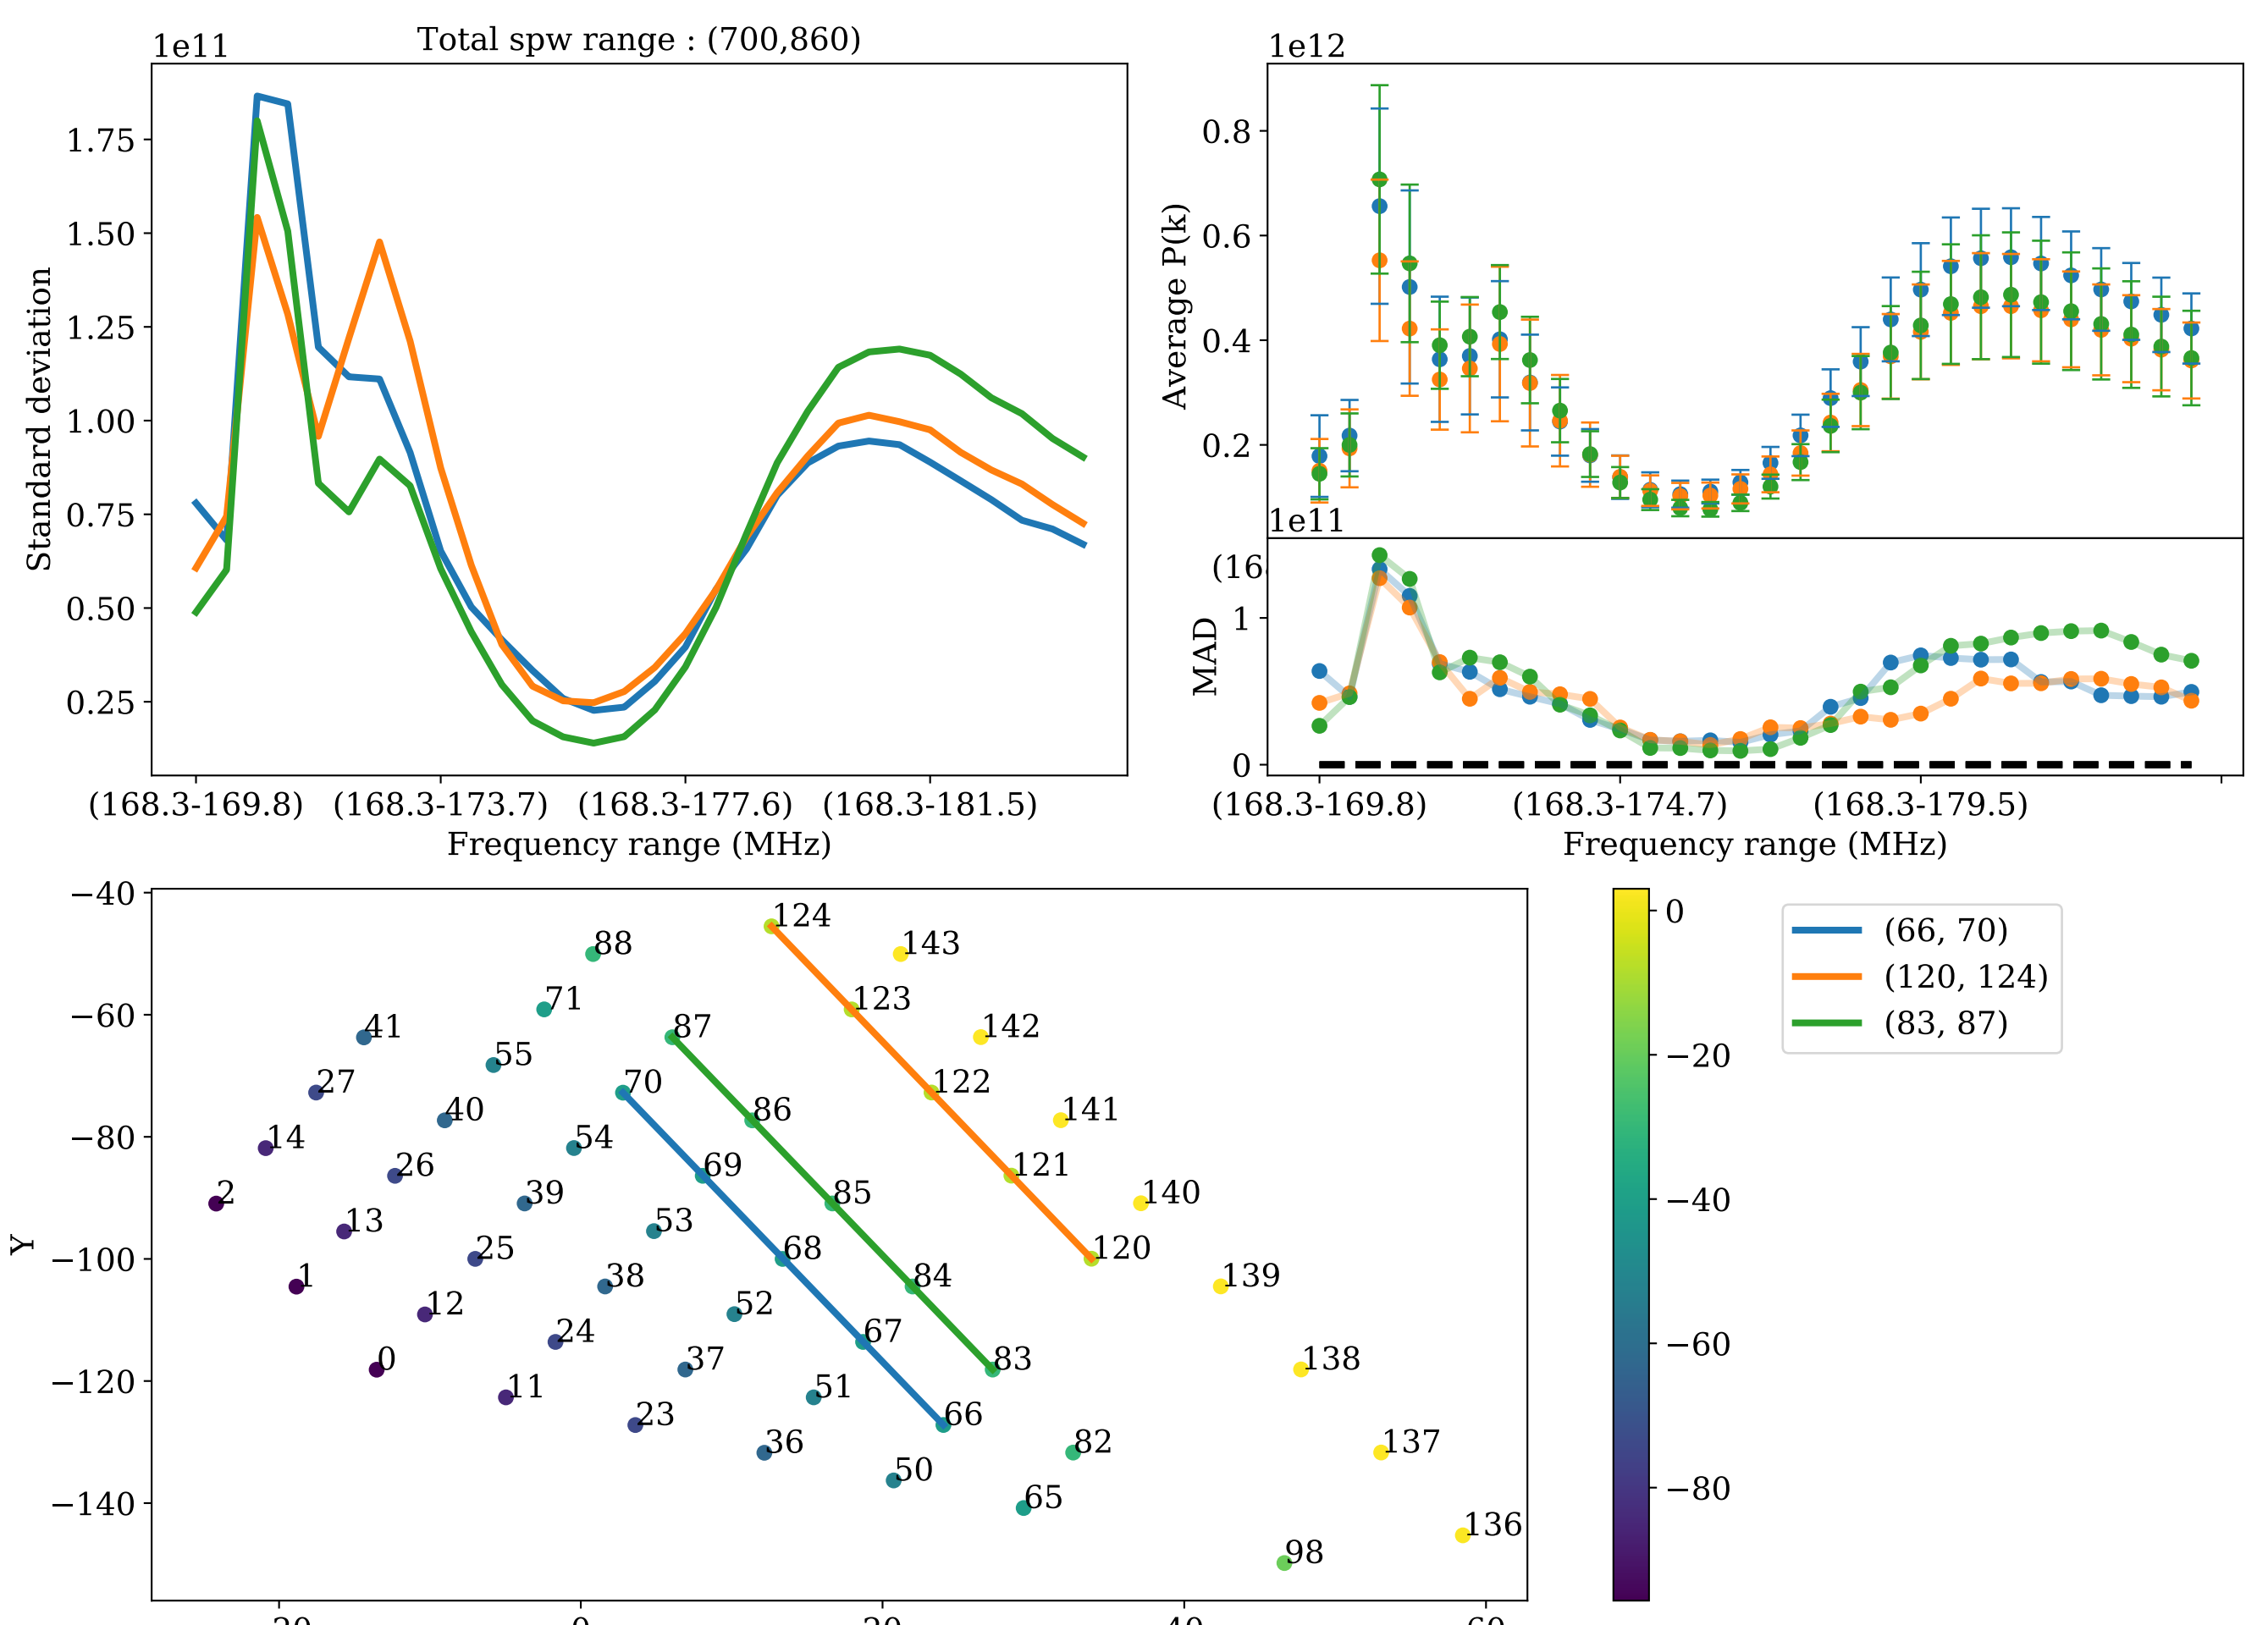 1e11
Total spw range : (700,860)
1.75
1.50
1.25
1.00
0.75
0.50
0.25
Standard deviation
(168.3-169.8) (168.3-173.7) (168.3-177.6) (168.3-181.5)
Frequency range (MHz)
1e12
0.8
0.6
0.4
0.2
Average P(k)
1e11
(16
1
0
MAD
(168.3-169.8) (168.3-174.7) (168.3-179.5)
Frequency range (MHz)
−40
−60
−80
−100
−120
−140
Y
124
88 143
71 123
41 87 142
55
27 70 122
40 86 141
14 54
26 69 121
2 39 85 140
13 53
25 68 120
1 38 84 139
12 52
24 67
0 37 83 138
11 51
23 66
36 82 137
50
65
136
98
0
−20
−40
−60
−80
(66, 70)
(120, 124)
(83, 87)